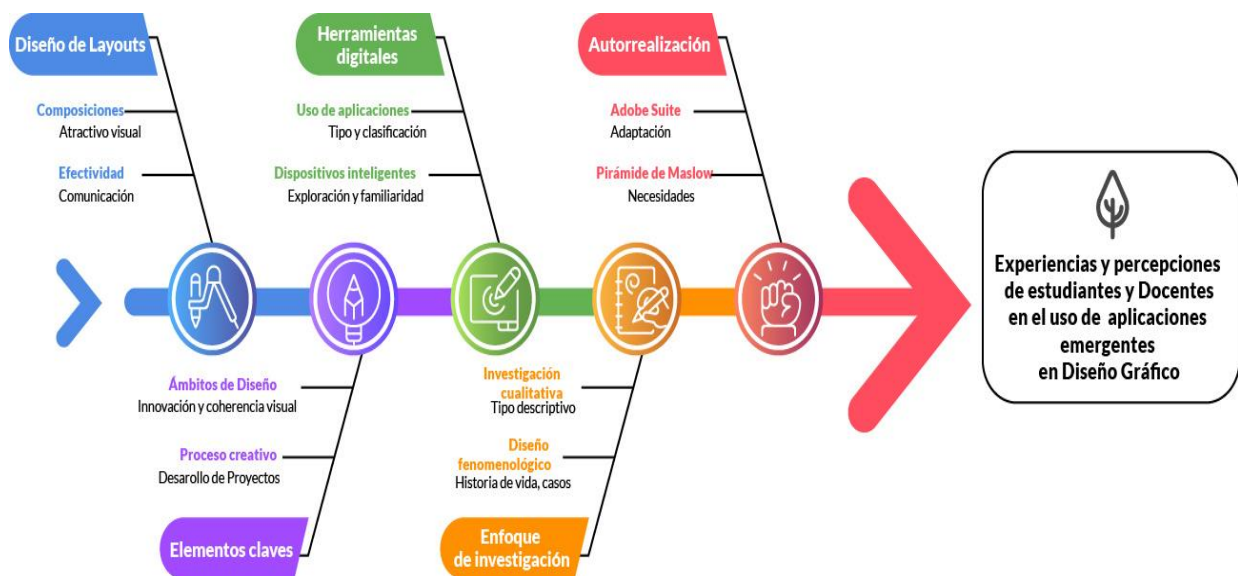 Diseño de Layouts
Composiciones
Atractivo visual
Efectividad
Comunicación
Herramientas
digitales
Uso de aplicaciones
Tipo y clasificación
Dispositivos inteligentes
Exploración y familiaridad
Autorrealización
Adobe Suite
Adaptación
Pirámide de Maslow
Necesidades
Ámbitos de Diseño
Innovación y coherencia visual
Proceso creativo
Desarollo de Proyectos
Elementos claves
Investigación
cualitativa
Tipo descriptivo
Diseño
fenomenológico
Historia de vida, casos
Enfoque
de investigación
Experiencias y percepciones
de estudiantes y Docentes
en el uso de aplicaciones
emergentes
en Diseño Gráfico